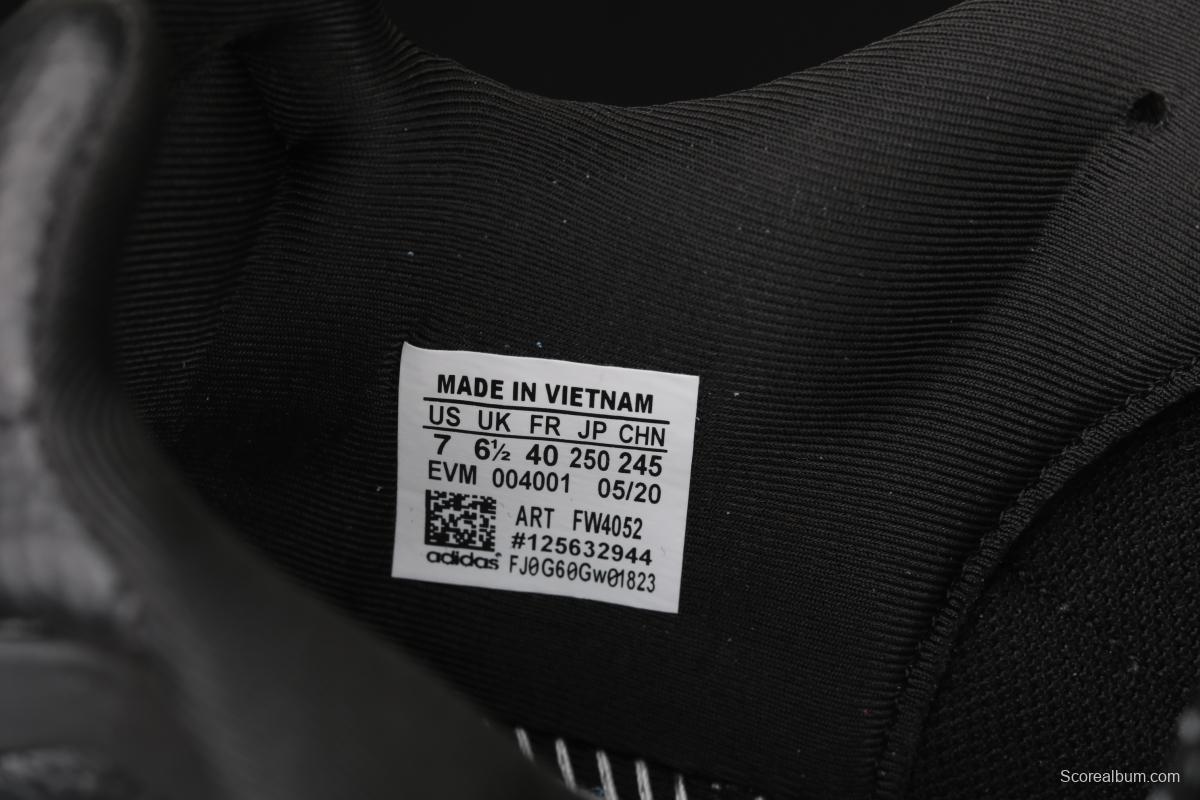 MADE IN VIETNAM
US UK FR JP CHN
7 6½ 40 250 245
EVM 004001 05/20
ART FW4052
#125632944
adidas FJ0G60Gw01823
Scorealbum.com